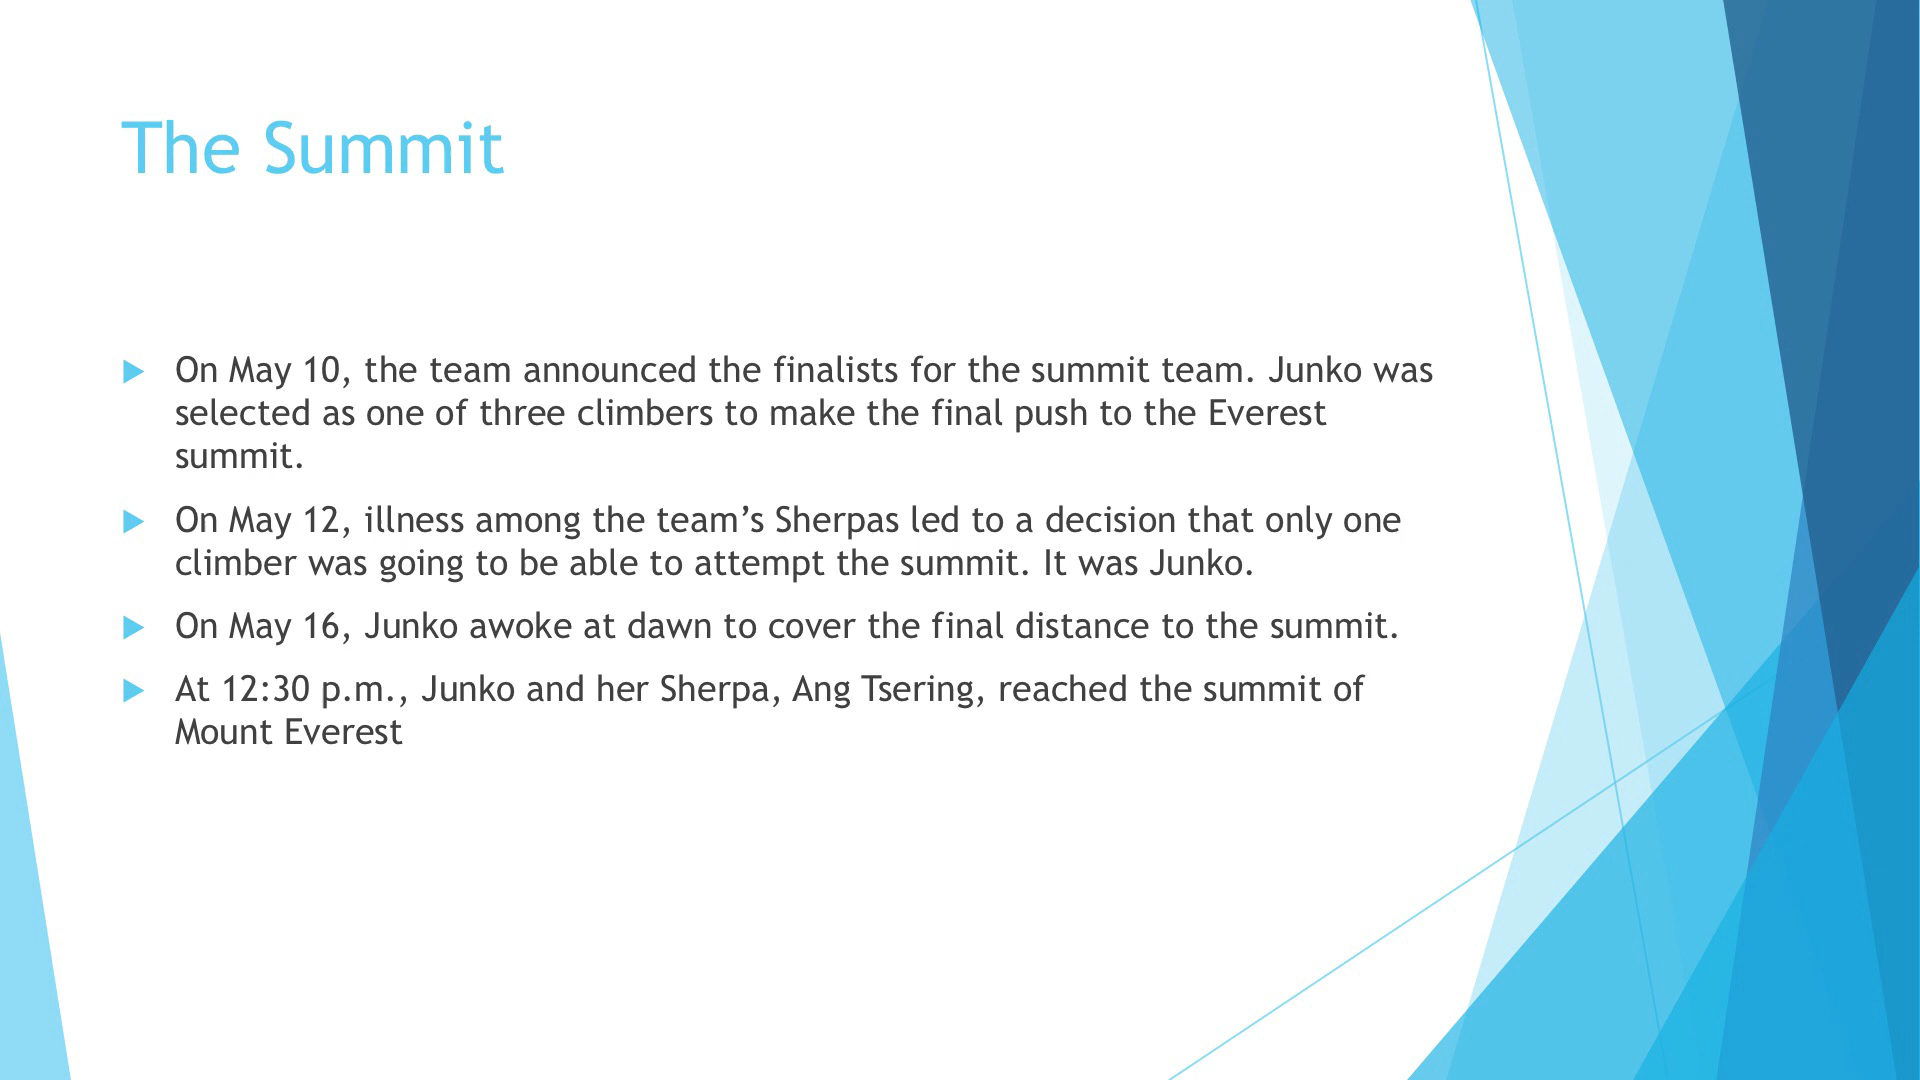 The Summit
On May 10, the team announced the finalists for the summit team. Junko was
selected as one of three climbers to make the final push to the Everest
summit.
On May 12, illness among the team’s Sherpas led to a decision that only one
climber was going to be able to attempt the summit. It was Junko.
On May 16, Junko awoke at dawn to cover the final distance to the summit.
At 12:30 p.m., Junko and her Sherpa, Ang Tsering, reached the summit of
Mount Everest